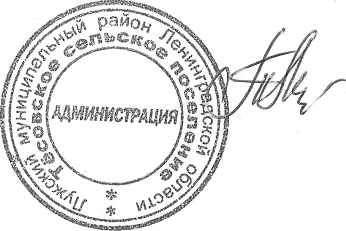 Лужский муниципальный район Ленинградской области
Тёсовское сельское поселение
АДМИНИСТРАЦИЯ